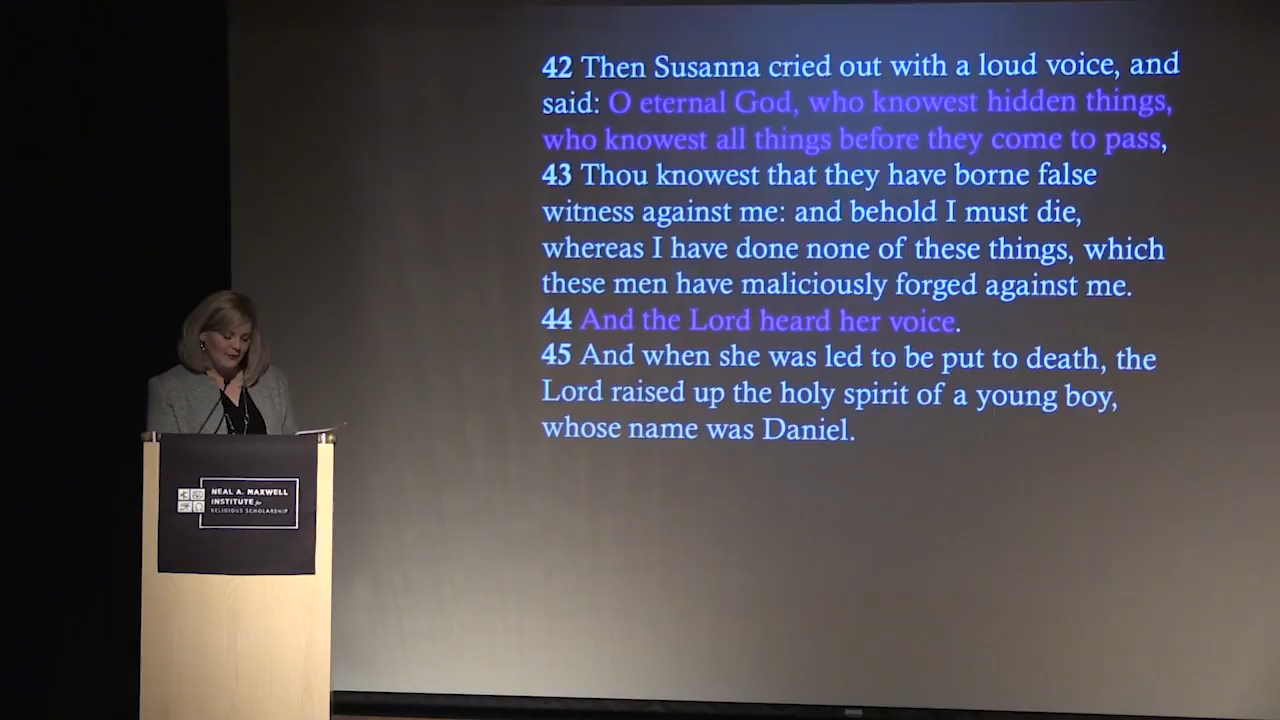 42 Then Susanna cried out with a loud voice, and
said: O eternal God, who knowest hidden things,
who knowest all things before they come to pass,
43 Thou knowest that they have borne false
witness against me: and behold I must die,
whereas I have done none of these things, which
these men have maliciously forged against me.
44 And the Lord heard her voice.
45 And when she was led to be put to death, the
Lord raised up the holy spirit of a young boy,
whose name was Daniel.
NEAL A. MAXWELL
INSTITUTE for
RELIGIOUS SCHOLARSHIP